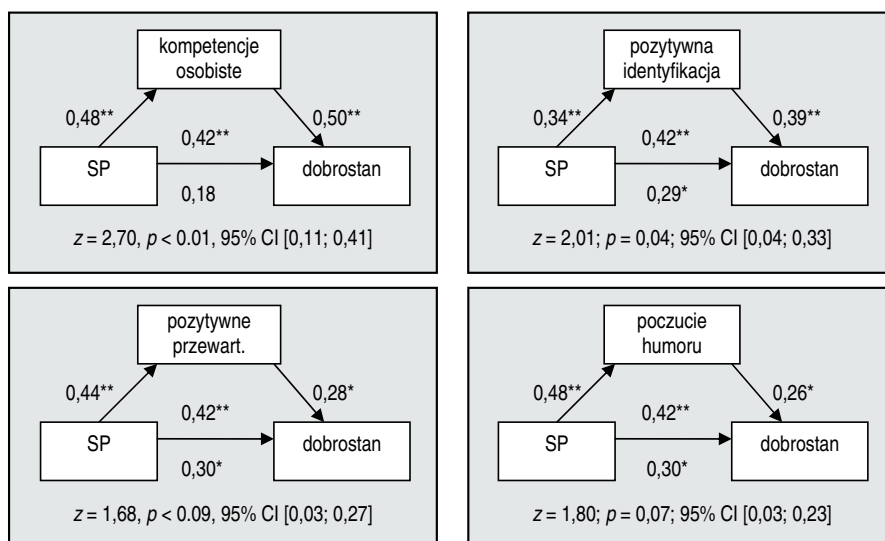 kompetencje
osobiste
0,48**
0,50**
0,42**
SP
dobrostan
0,18
z = 2,70, p < 0.01, 95% CI [0,11; 0,41]
pozytywna
identyfikacja
0,34**
0,39**
0,42**
SP
dobrostan
0,29*
z = 2,01; p = 0,04; 95% CI [0,04; 0,33]
pozytywne
przewart.
0,44**
0,28*
0,42**
SP
dobrostan
0,30*
z = 1,68, p < 0.09, 95% CI [0,03; 0,27]
poczucie
humoru
0,48**
0,26*
0,42**
SP
dobrostan
0,30*
z = 1,80; p = 0,07; 95% CI [0,03; 0,23]